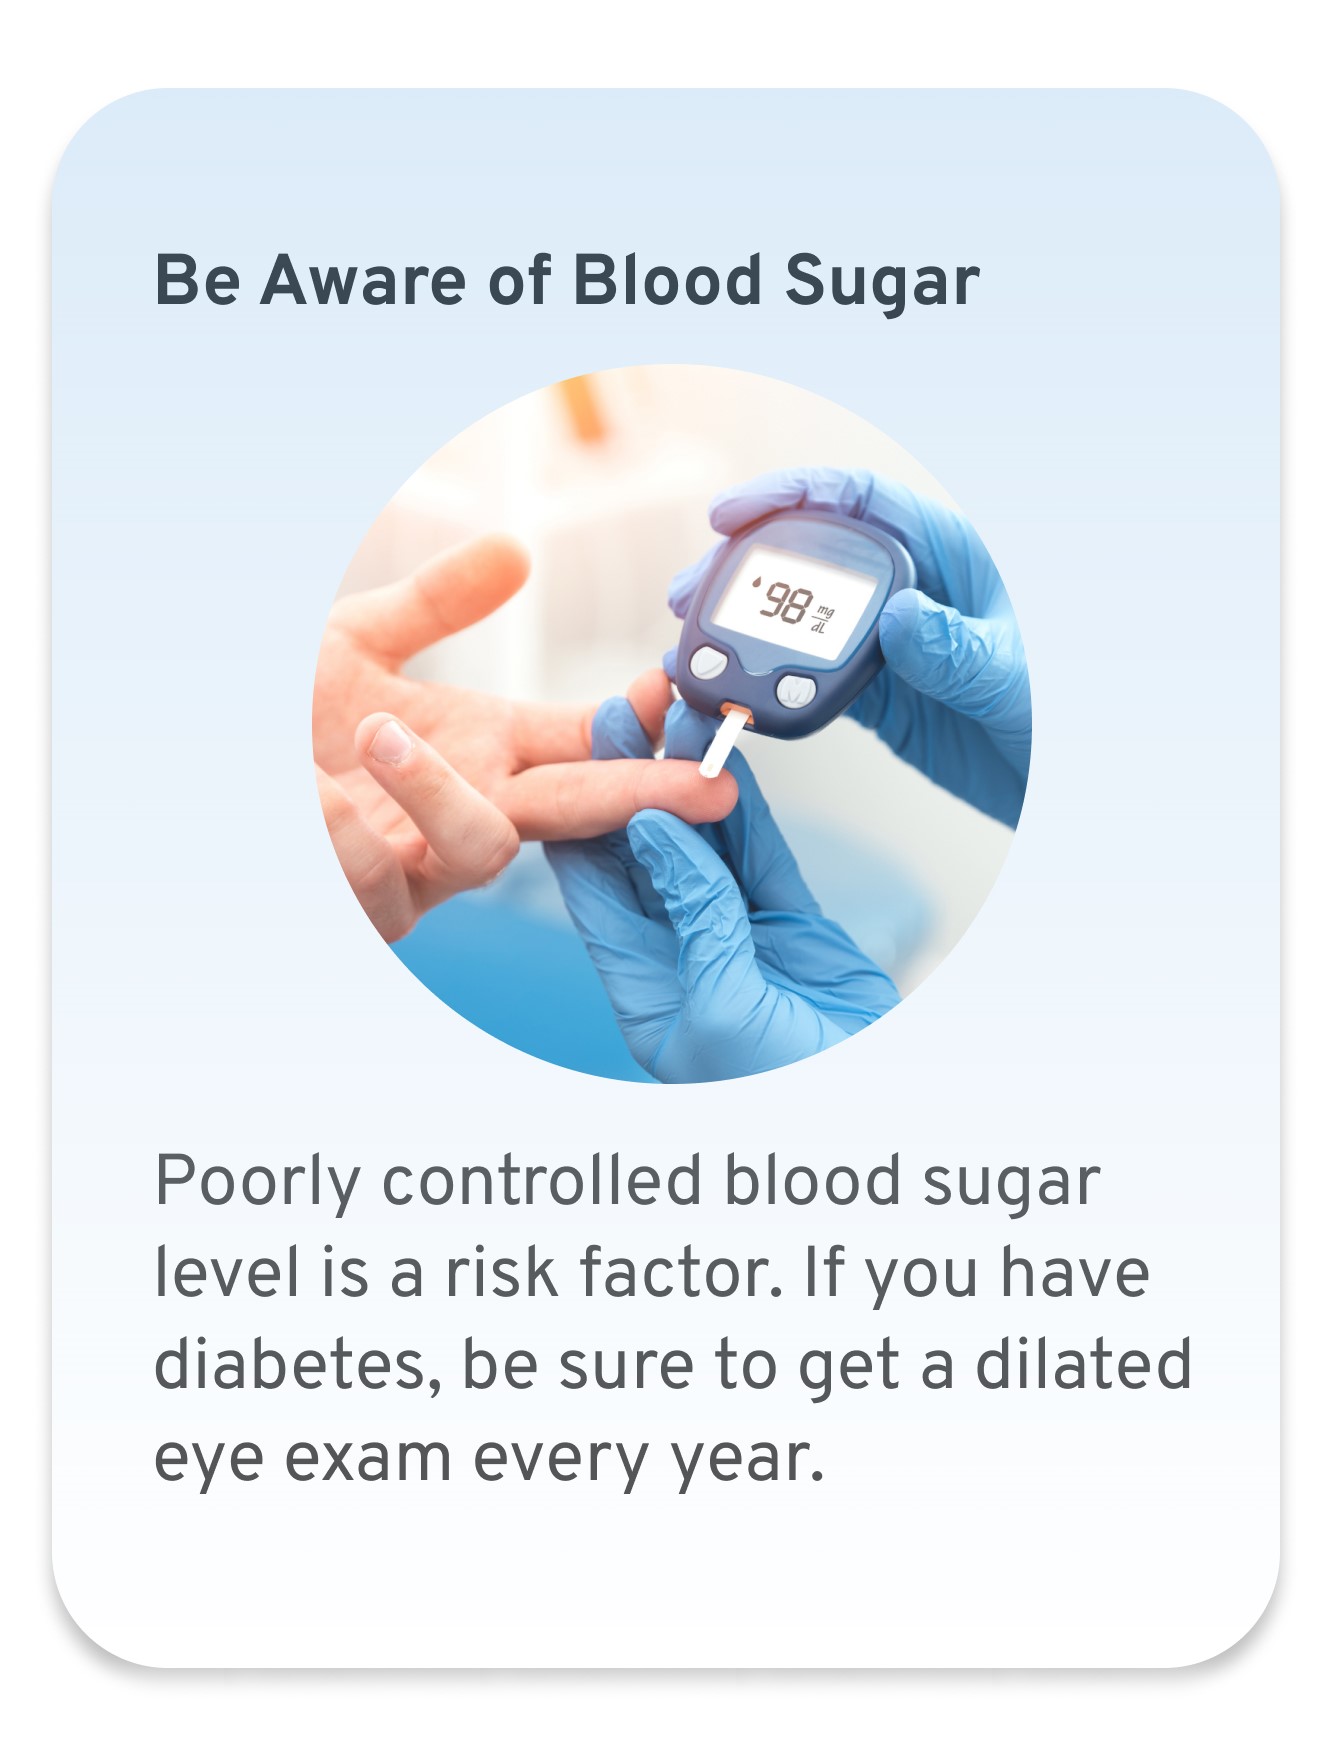 Be Aware of Blood Sugar
98 mg
dL
Poorly controlled blood sugar
level is a risk factor. If you have
diabetes, be sure to get a dilated
eye exam every year.